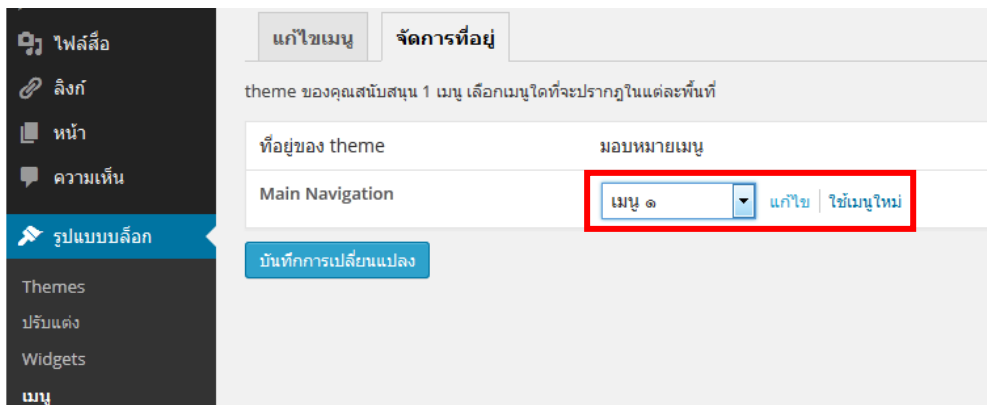 ไฟล์สื่อ
ลิงก์
หน้า
ความเห็น
รูปแบบบล็อก
Themes
ปรับแต่ง
Widgets
เมนู
แก้ไขเมนู จัดการที่อยู่
theme ของคุณสนับสนุน 1 เมนู เลือกเมนูใดที่จะปรากฏในแต่ละพื้นที่
ที่อยู่ของ theme มอบหมายเมนู
Main Navigation เมนู ๑ แก้ไข ใช้เมนูใหม่
บันทึกการเปลี่ยนแปลง